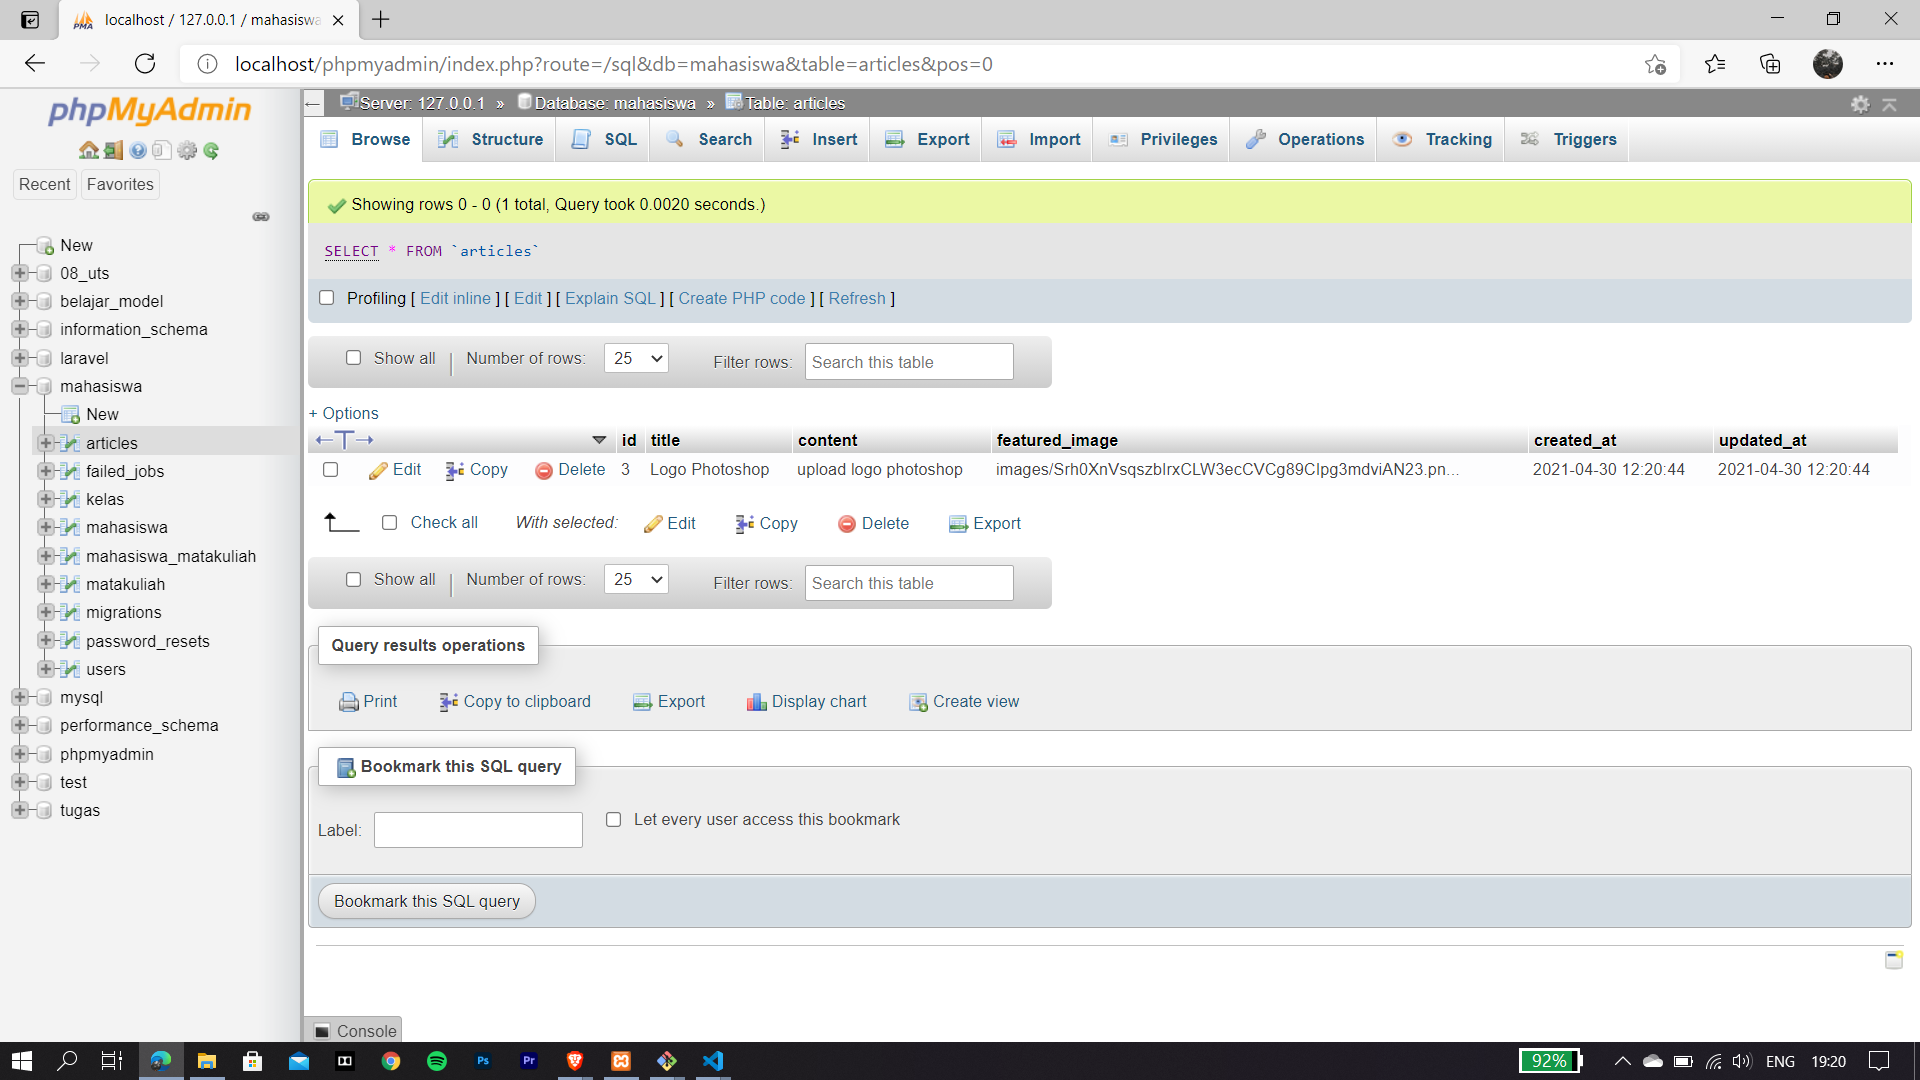 localhost / 127.0.0.1 / mahasiswa
localhost/phpmyadmin/index.php?route=/sql&db=mahasiswa&table=articles&pos=0
phpMyAdmin
Recent Favorites
New
08_uts
belajar_model
information_schema
laravel
mahasiswa
New
articles
failed_jobs
kelas
mahasiswa
mahasiswa_matakuliah
matakuliah
migrations
password_resets
users
mysql
performance_schema
phpmyadmin
test
tugas
Server: 127.0.0.1 » Database: mahasiswa » Table: articles
Browse Structure SQL Search Insert Export Import Privileges Operations Tracking Triggers
Showing rows 0 - 0 (1 total, Query took 0.0020 seconds.)
SELECT * FROM `articles`
Profiling [ Edit inline ] [ Edit ] [ Explain SQL ] [ Create PHP code ] [ Refresh ]
Show all | Number of rows: 25 Filter rows: Search this table
+ Options
id title content featured_image created_at updated_at
Edit Copy Delete 3 Logo Photoshop upload logo photoshop images/Srh0XnVsqszbIrxCLW3ecCVCg89CIpg3mdviAN23.pn... 2021-04-30 12:20:44 2021-04-30 12:20:44
Check all With selected: Edit Copy Delete Export
Show all | Number of rows: 25 Filter rows: Search this table
Query results operations
Print Copy to clipboard Export Display chart Create view
Bookmark this SQL query
Label: Let every user access this bookmark
Bookmark this SQL query
Console
92% ENG 19:20